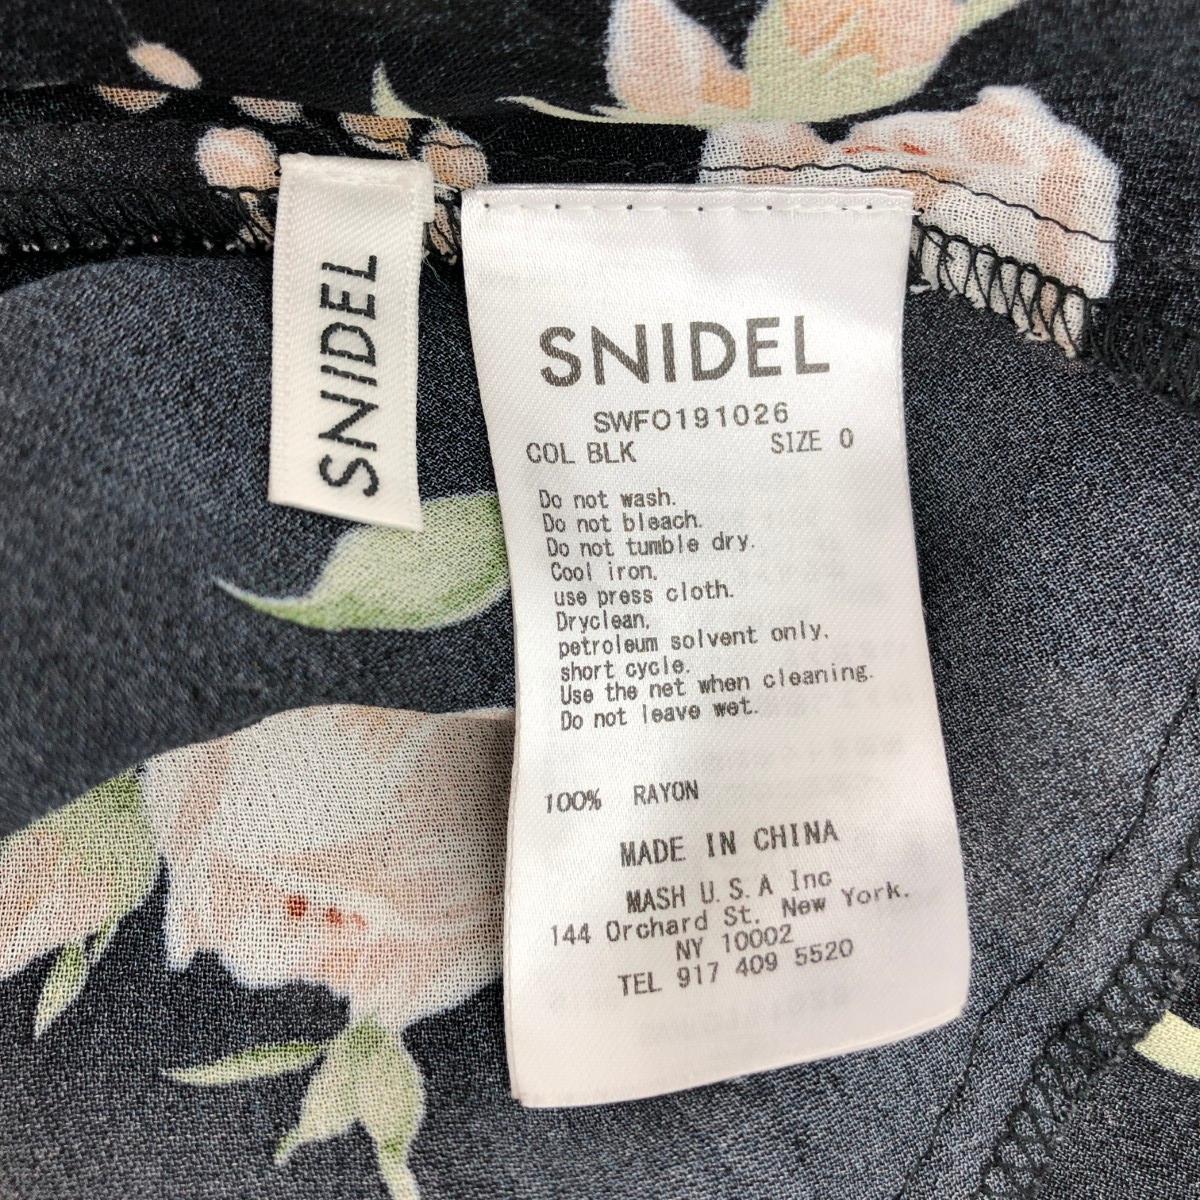 SNIDEL
SNIDEL
SWFO191026
COL BLK SIZE 0
Do not wash.
Do not bleach.
Do not tumble dry.
Cool iron.
use press cloth.
Dryclean,
petroleum solvent only.
short cycle.
Use the net when cleaning.
Do not leave wet.
100% RAYON
MADE IN CHINA
MASH U.S.A Inc
144 Orchard St. New York.
NY 10002
TEL 917 409 5520